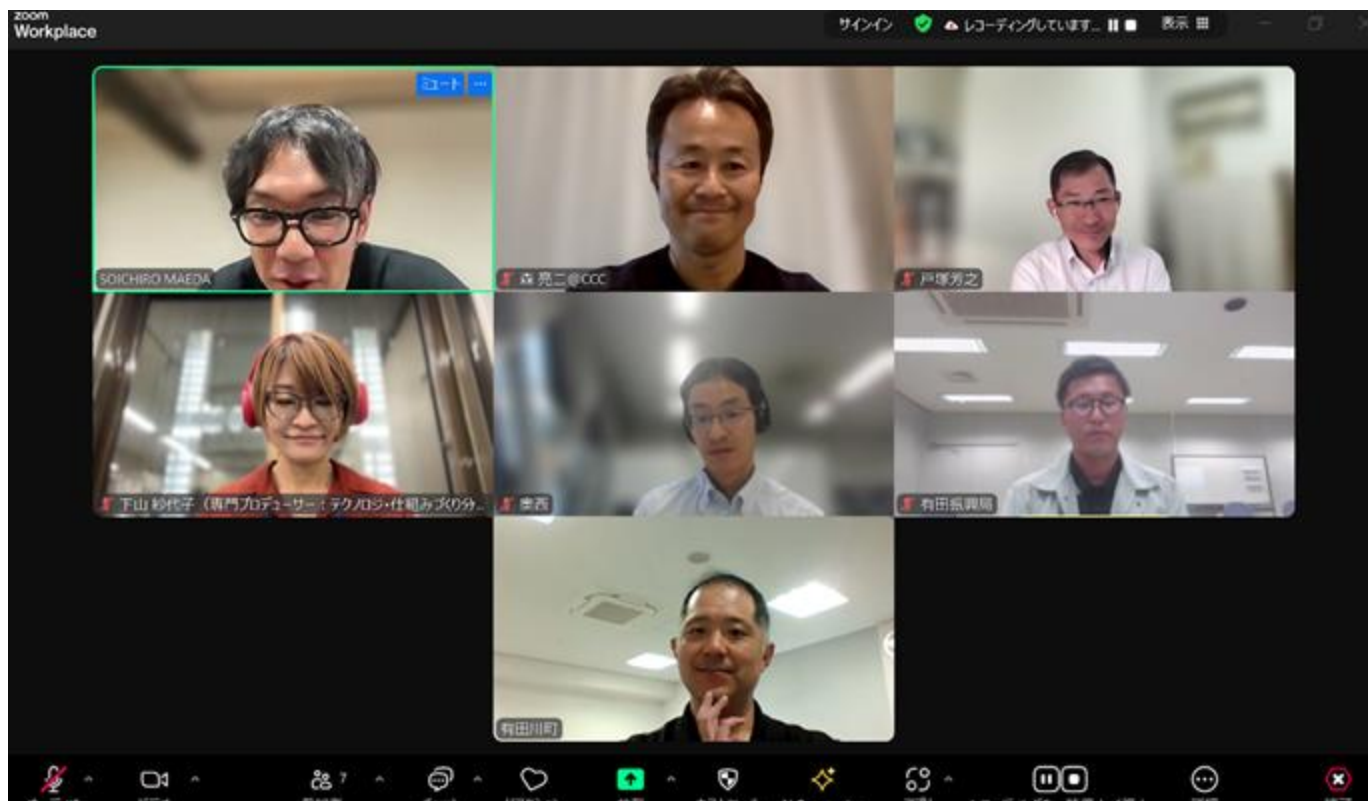 zoom
Workplace
サインイン
レコーディングしています...
表示
ミュート
SOICHIRO MAEDA
森 亮二@CCC
戸塚芳之
下山 紗代子（専門プロデューサー：テクノロジ・仕組みづくり分...
奥西
有田振興局
有田川町
7